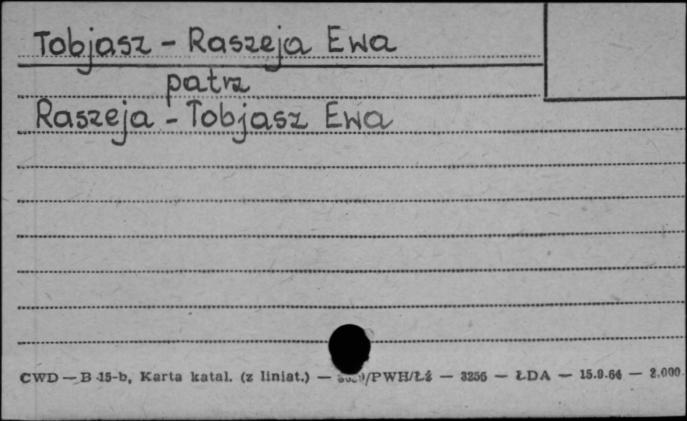 Tobjasz - Raszeja Ewa
patrz
Raszeja - Tobjasz Ewa
CWD — B 15-b, Karta katal. (z liniat.) — /PWH/Łż — 3256 — ŁDA — 15.9.64 — 2.000